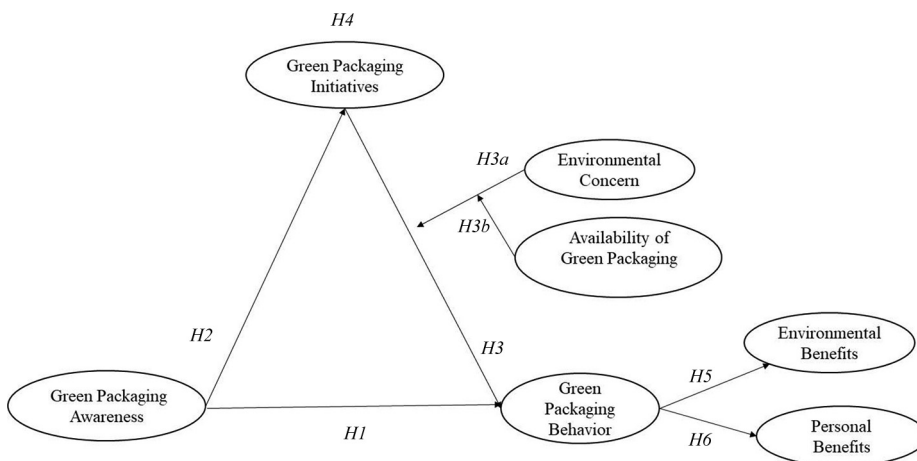 H4
Green Packaging
Initiatives
H3a
Environmental
Concern
H3b
Availability of
Green Packaging
H2
H3
Environmental
Benefits
H5
Green Packaging
Awareness
Green
Packaging
Behavior
H1
H6
Personal
Benefits